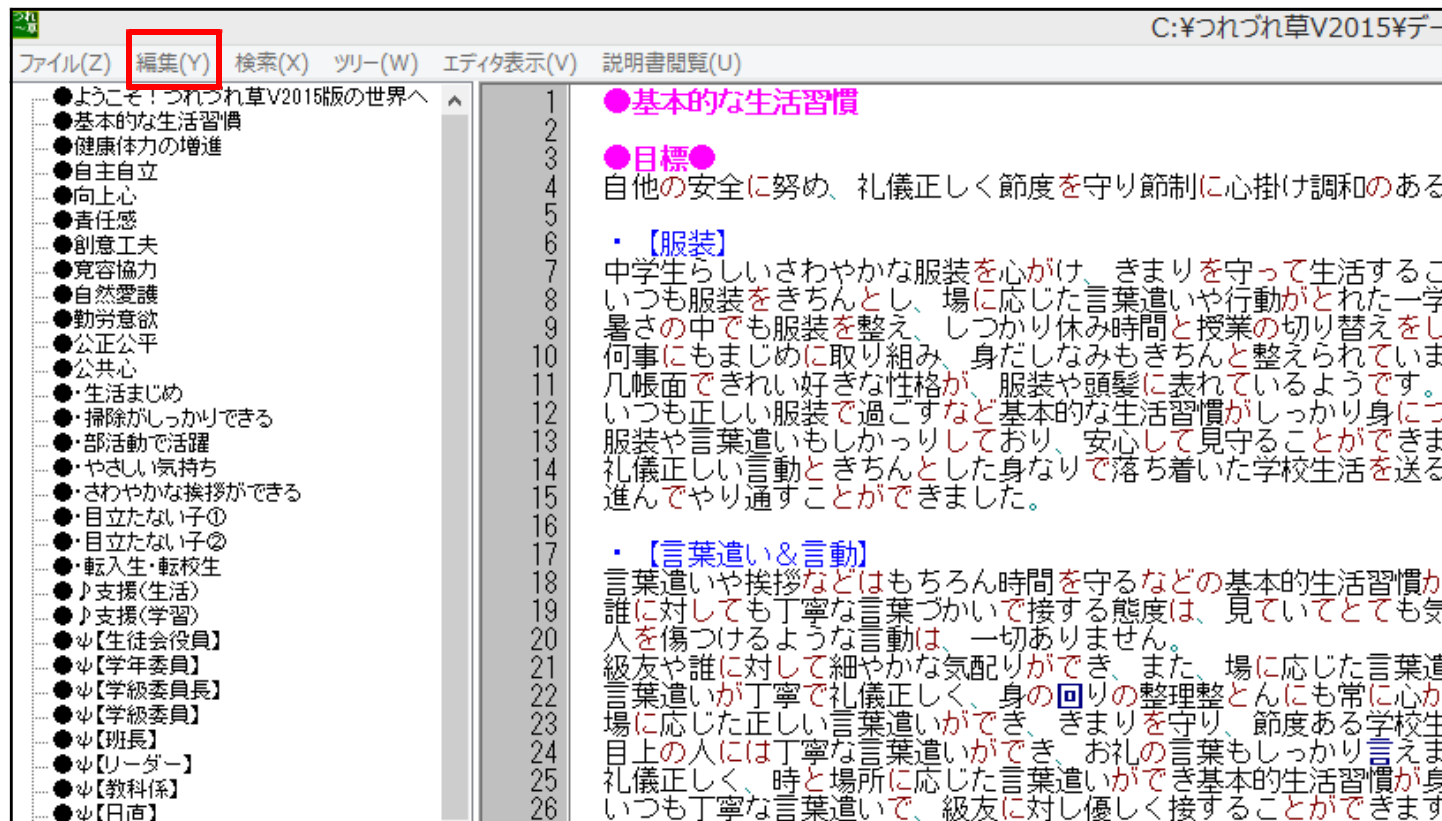 つれ
~草
C:¥つれづれ草V2015¥デー
ファイル(Z) 編集(Y) 検索(X) ツリー(W) エディタ表示(V) 説明書閲覧(U)
●ようこそ！つれづれ草V2015版の世界へ
●基本的な生活習慣
●健康体力の増進
●自主自立
●向上心
●責任感
●創意工夫
●寛容協力
●自然愛護
●勤労意欲
●公正公平
●公共心
●・生活まじめ
●・掃除がしっかりできる
●・部活動で活躍
●・やさしい気持ち
●・さわやかな挨拶ができる
●・目立たない子①
●・目立たない子②
●・転入生・転校生
●♪支援(生活)
●♪支援(学習)
●ψ【生徒会役員】
●ψ【学年委員】
●ψ【学級委員長】
●ψ【学級委員】
●ψ【班長】
●ψ【リーダー】
●ψ【教科係】
●ψ【日直】
1 ●基本的な生活習慣
2
3 ●目標●
4 自他の安全に努め、礼儀正しく節度を守り節制に心掛け調和のある
5
6 ・【服装】
7 中学生らしいさわやかな服装を心がけ、きまりを守って生活するこ
8 いつも服装をきちんとし、場に応じた言葉遣いや行動がとれた一学
9 暑さの中でも服装を整え、しつかり休み時間と授業の切り替えをし
10 何事にもまじめに取り組み、身だしなみもきちんと整えられていま
11 几帳面できれい好きな性格が、服装や頭髪に表れているようです。
12 いつも正しい服装で過ごすなど基本的な生活習慣がしっかり身につ
13 服装や言葉遣いもしかっりしており、安心して見守ることができま
14 礼儀正しい言動ときちんとした身なりで落ち着いた学校生活を送る
15 進んでやり通すことができました。
16
17 ・【言葉遣い＆言動】
18 言葉遣いや挨拶などはもちろん時間を守るなどの基本的生活習慣か
19 誰に対しても丁寧な言葉づかいで接する態度は、見ていてとても気
20 人を傷つけるような言動は、一切ありません。
21 級友や誰に対して細やかな気配りができ、また、場に応じた言葉遣
22 言葉遣いが丁寧で礼儀正しく、身の回りの整理整とんにも常に心か
23 場に応じた正しい言葉遣いができ、きまりを守り、節度ある学校生
24 目上の人には丁寧な言葉遣いができ、お礼の言葉もしっかり言えま
25 礼儀正しく、時と場所に応じた言葉遣いができ基本的生活習慣が身
26 いつも丁寧な言葉遣いで、級友に対し優しく接することができます